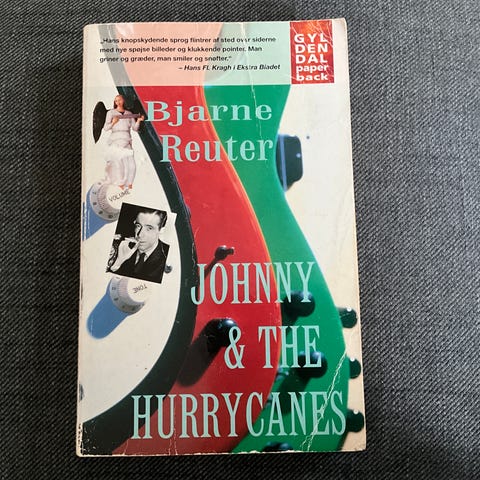 „Hans knopskydende sprog flintrer af sted over siderne
med nye spøjse billeder og klukkende pointer. Man
griner og græder, man smiler og snøfter.“
– Hans Fl. Kragh i Ekstra Bladet
GYL
DEN
DAL
paper
back
Bjarne
Reuter
VOLUME
TONE
JOHNNY
& THE
HURRYCANES